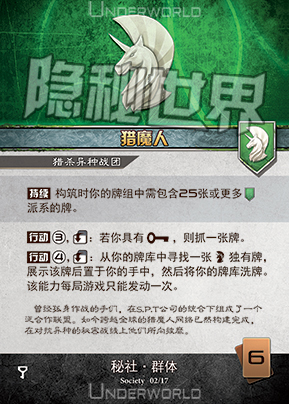 UNDERWORLD
隐秘世界
猎魔人
猎杀异种战团
持续 构筑时你的牌组中需包含25张或更多
派系的牌。
行动 ③, : 若你具有 , 则抓一张牌。
行动 ④, : 从你的牌库中寻找一张 独有牌,
展示该牌后置于你的手中, 然后将你的牌库洗牌。
该能力每局游戏只能发动一次。
曾经孤身作战的手们, 在S.P.T公司的统合下组成了一个
混合作联盟。如今跨越全球的猎魔人网络已然构建完成,
在对抗异种的秘密战线上他们所向披靡。
秘社·群体
6
Society 02/17
UNDERWORLD